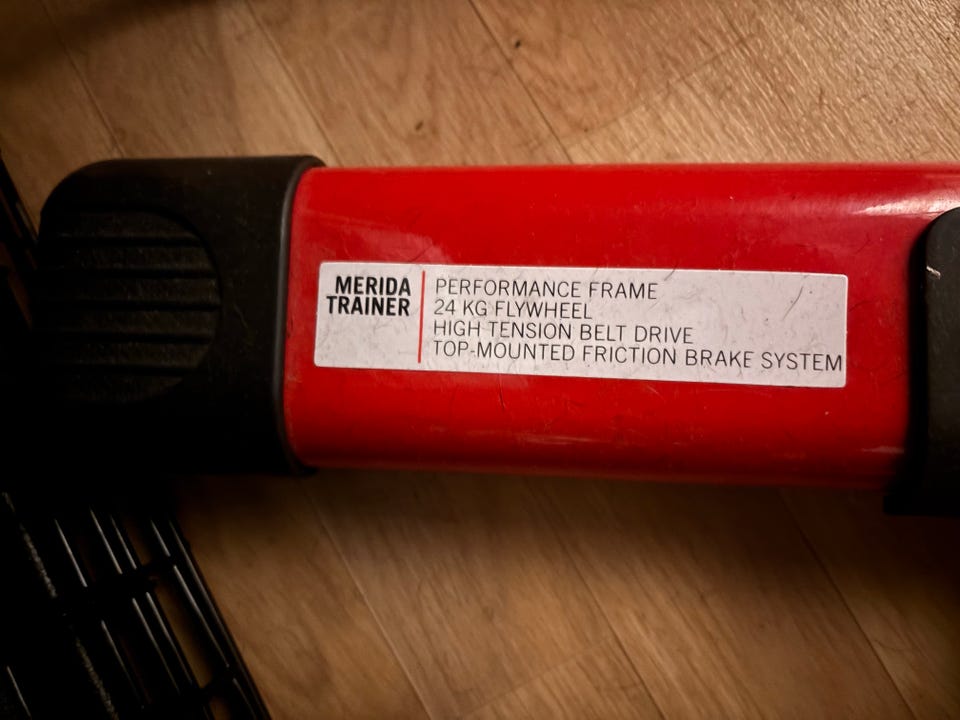 MERIDA
TRAINER
PERFORMANCE FRAME
24 KG FLYWHEEL
HIGH TENSION BELT DRIVE
TOP-MOUNTED FRICTION BRAKE SYSTEM